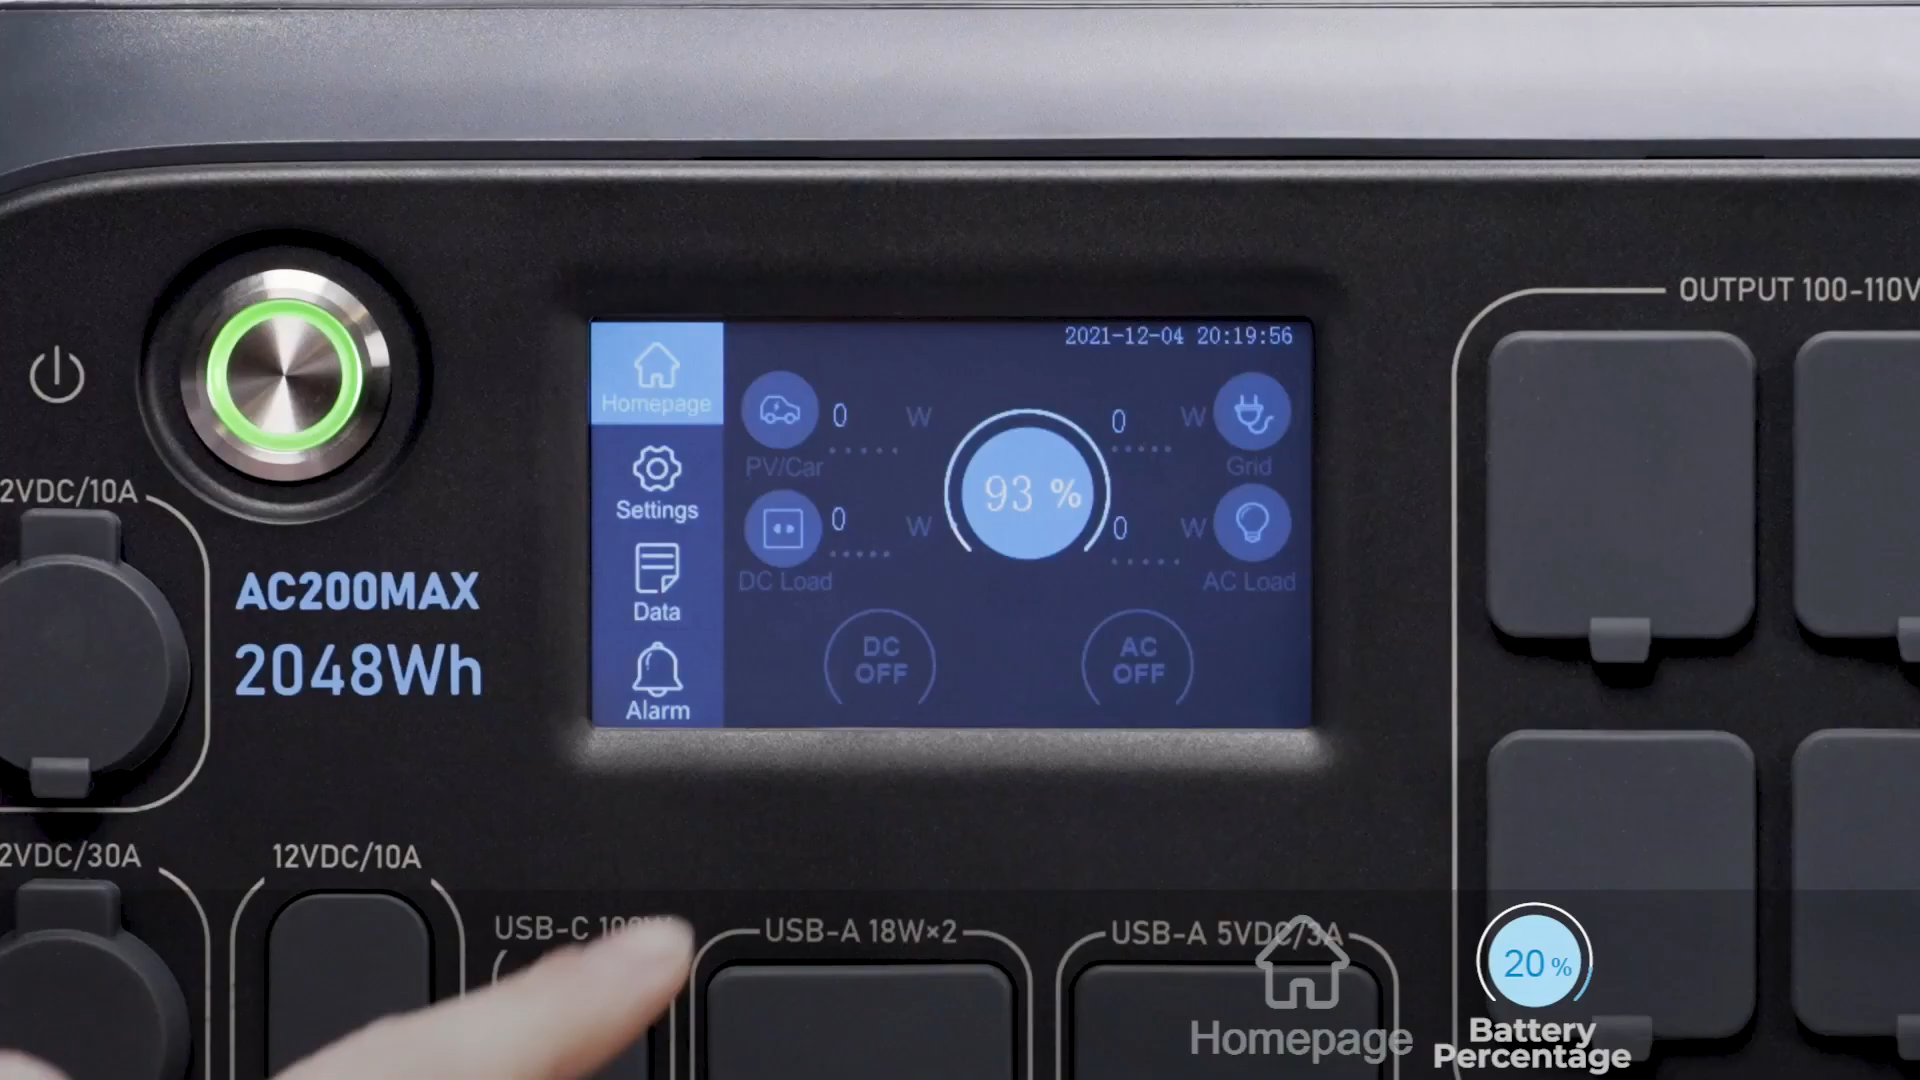 OUTPUT 100-110V
2021-12-04 20:19:56
Homepage
0 W
PV/Car
0 W
Grid
93 %
Settings
0 W
DC Load
0 W
AC Load
Data
DC
OFF
AC
OFF
Alarm
2VDC/10A
AC200MAX
2048Wh
2VDC/30A
12VDC/10A
USB-C 100W
USB-A 18W×2
USB-A 5VDC/3A
Homepage
20 %
Battery
Percentage